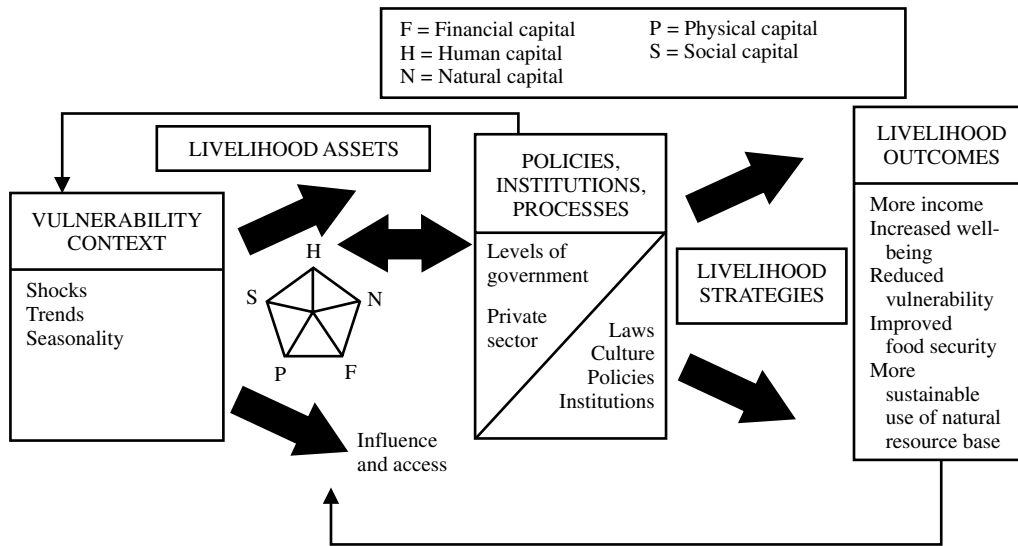 F = Financial capital
H = Human capital
N = Natural capital
P = Physical capital
S = Social capital
LIVELIHOOD ASSETS
VULNERABILITY
CONTEXT
Shocks
Trends
Seasonality
H
S
N
P
F
Influence
and access
POLICIES,
INSTITUTIONS,
PROCESSES
Levels of
government
Private
sector
Laws
Culture
Policies
Institutions
LIVELIHOOD
STRATEGIES
LIVELIHOOD
OUTCOMES
More income
Increased well-
being
Reduced
vulnerability
Improved
food security
More
sustainable
use of natural
resource base